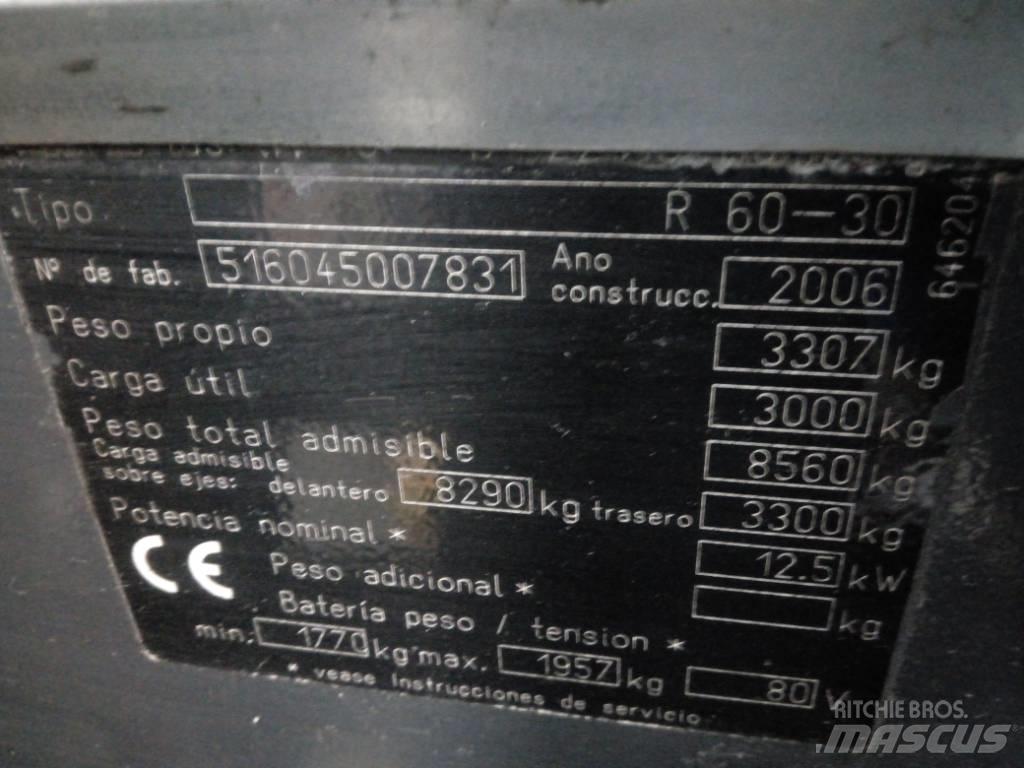 Tipo R 60-30
Nº de fab. 516045007831 Ano construcc. 2006
Peso propio 3307 kg
Carga útil 3000 kg
Peso total admisible 8560 kg
Carga admisible
sobre ejes: delantero 8290 kg trasero 3300 kg
Potencia nominal * 12.5 kW
Peso adicional * kg
Batería peso / tension *
min. 1770 kg max. 1957 kg 80 V
* vease Instrucciones de servicio
CE
646204
RITCHIE BROS.
MASCUS